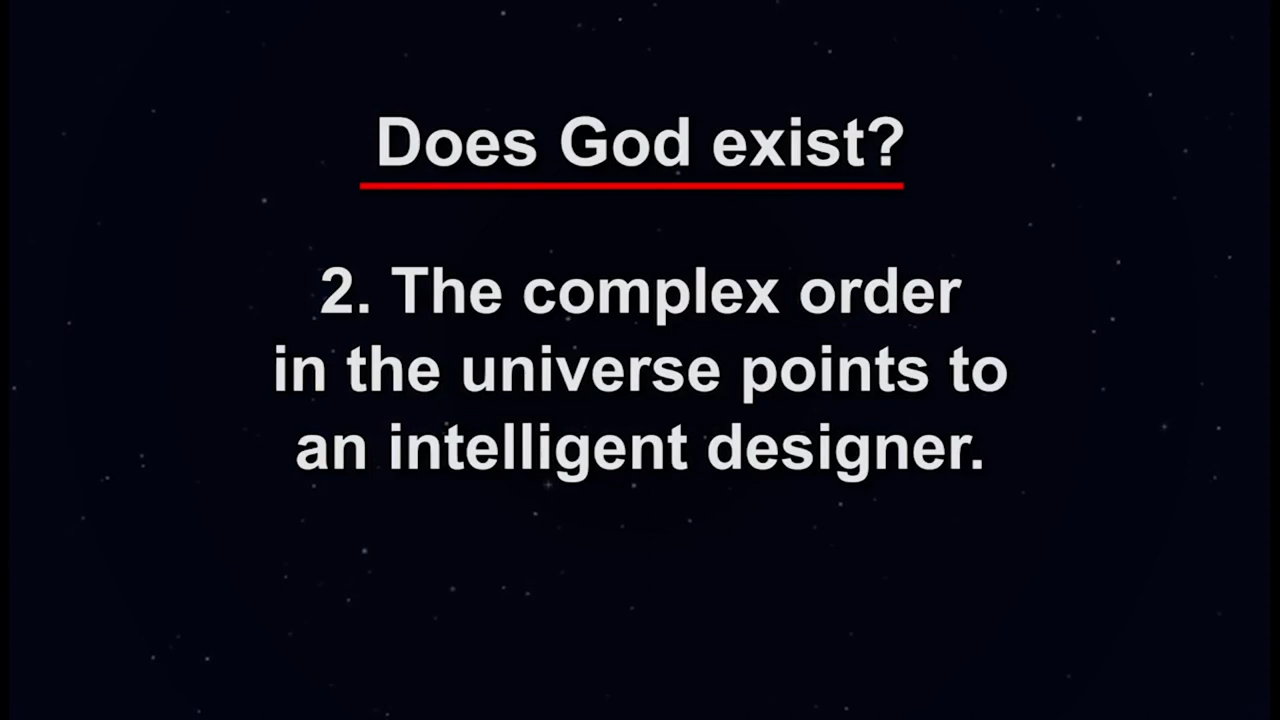 Does God exist?
2. The complex order
in the universe points to
an intelligent designer.